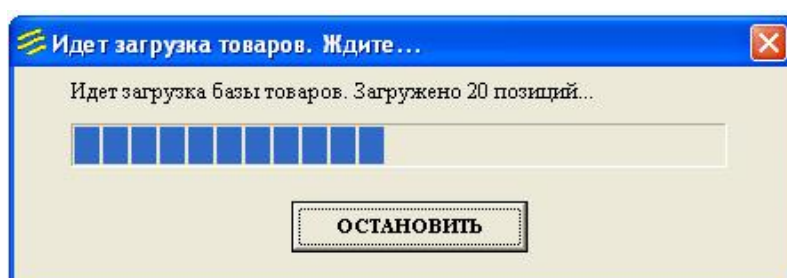 Идет загрузка товаров. Ждите...
Идет загрузка базы товаров. Загружено 20 позиций...
ОСТАНОВИТЬ